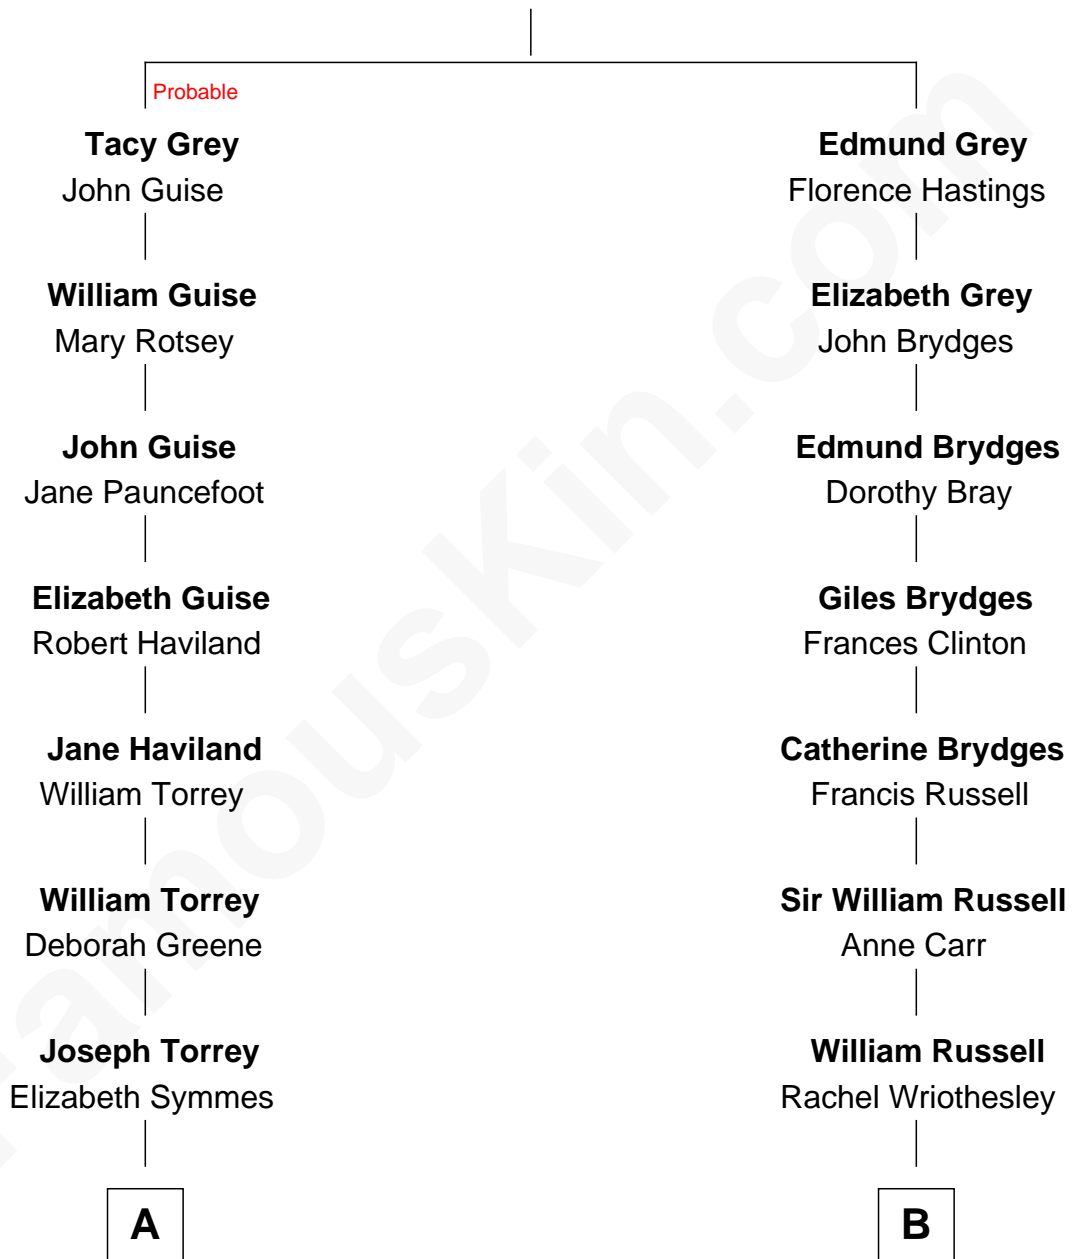 Probable
Tacy Grey
John Guise
William Guise
Mary Rotsey
John Guise
Jane Pauncefoot
Elizabeth Guise
Robert Haviland
Jane Haviland
William Torrey
William Torrey
Deborah Greene
Joseph Torrey
Elizabeth Symmes
A
Edmund Grey
Florence Hastings
Elizabeth Grey
John Brydges
Edmund Brydges
Dorothy Bray
Giles Brydges
Frances Clinton
Catherine Brydges
Francis Russell
Sir William Russell
Anne Carr
William Russell
Rachel Wriothesley
B
FamousKin.com